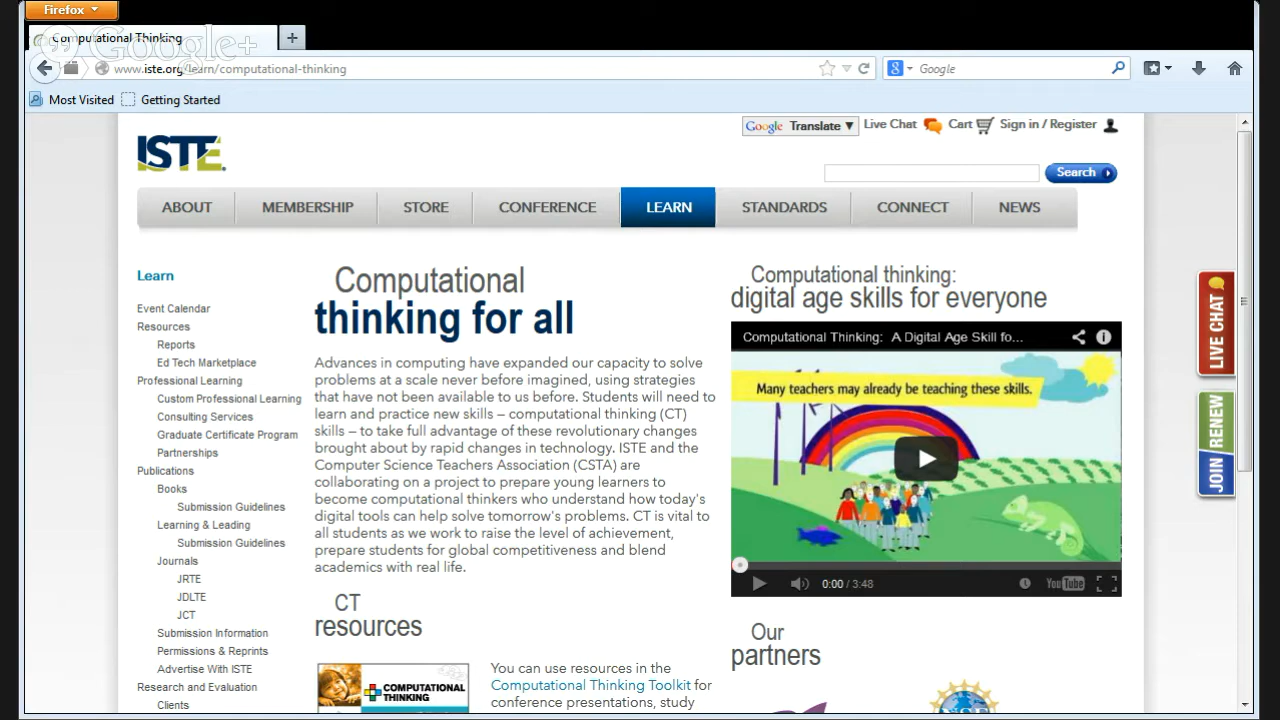 Firefox
Computational Thinking
Google+
www.iste.org/learn/computational-thinking
Google
Most Visited
Getting Started
Google Translate
Live Chat
Cart
Sign in / Register
ISTE
Search
ABOUT
MEMBERSHIP
STORE
CONFERENCE
LEARN
STANDARDS
CONNECT
NEWS
Learn
Event Calendar
Resources
Reports
Ed Tech Marketplace
Professional Learning
Custom Professional Learning
Consulting Services
Graduate Certificate Program
Partnerships
Publications
Books
Submission Guidelines
Learning & Leading
Submission Guidelines
Journals
JRTE
JDLTE
JCT
Submission Information
Permissions & Reprints
Advertise With ISTE
Research and Evaluation
Clients
Computational
thinking for all
Advances in computing have expanded our capacity to solve
problems at a scale never before imagined, using strategies
that have not been available to us before. Students will need to
learn and practice new skills – computational thinking (CT)
skills – to take full advantage of these revolutionary changes
brought about by rapid changes in technology. ISTE and the
Computer Science Teachers Association (CSTA) are
collaborating on a project to prepare young learners to
become computational thinkers who understand how today's
digital tools can help solve tomorrow's problems. CT is vital to
all students as we work to raise the level of achievement,
prepare students for global competitiveness and blend
academics with real life.
CT
resources
COMPUTATIONAL
THINKING
You can use resources in the
Computational Thinking Toolkit for
conference presentations, study
Computational thinking:
digital age skills for everyone
Computational Thinking: A Digital Age Skill fo...
Many teachers may already be teaching these skills.
0:00 / 3:48
YouTube
Our
partners
LIVE CHAT
JOIN RENEW